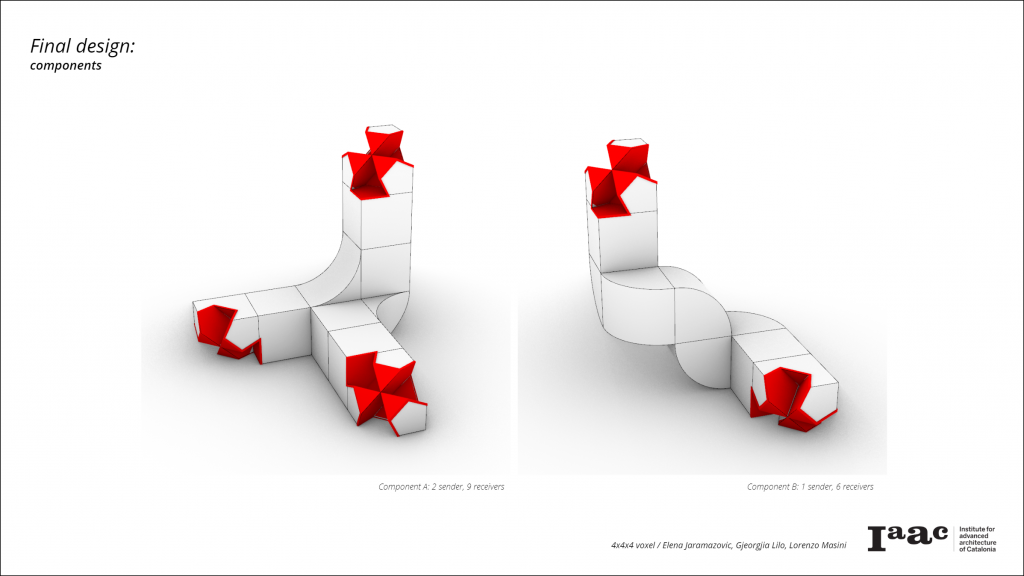 Final design:
components
Component A: 2 sender, 9 receivers
Component B: 1 sender, 6 receivers
4x4x4 voxel / Elena Jaramazovic, Gjeorgjia Lilo, Lorenzo Masini
Iaac
Institute for
advanced
architecture
of Catalonia